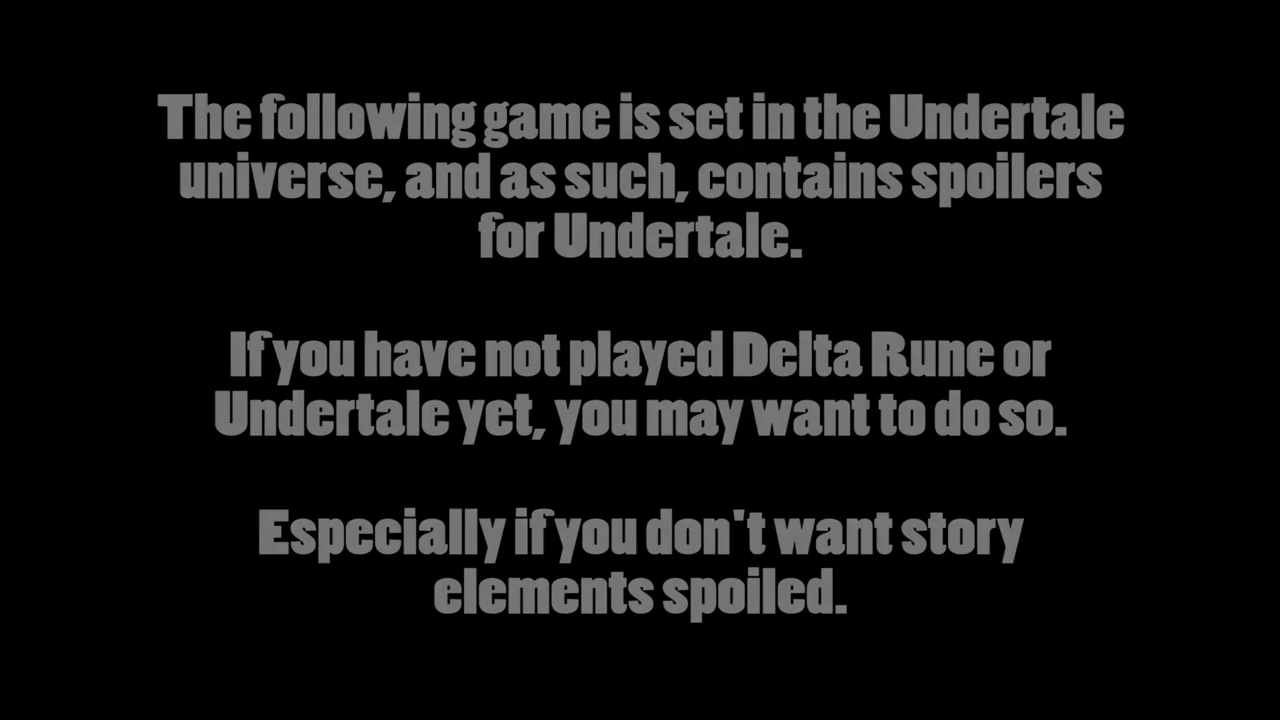 The following game is set in the Undertale
universe, and as such, contains spoilers
for Undertale.
If you have not played Delta Rune or
Undertale yet, you may want to do so.
Especially if you don't want story
elements spoiled.